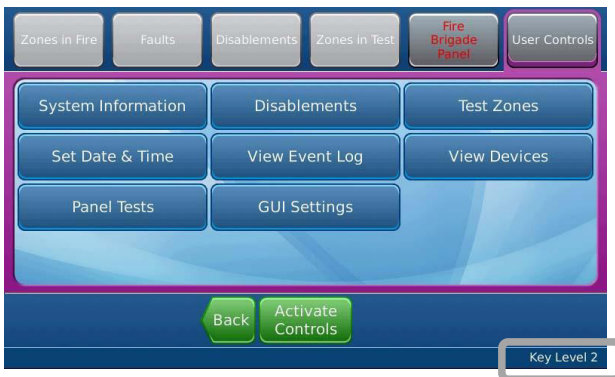 Zones in Fire
Faults
Disablements
Zones in Test
Fire
Brigade
Panel
User Controls
System Information
Disablements
Test Zones
Set Date & Time
View Event Log
View Devices
Panel Tests
GUI Settings
Back
Activate
Controls
Key Level 2